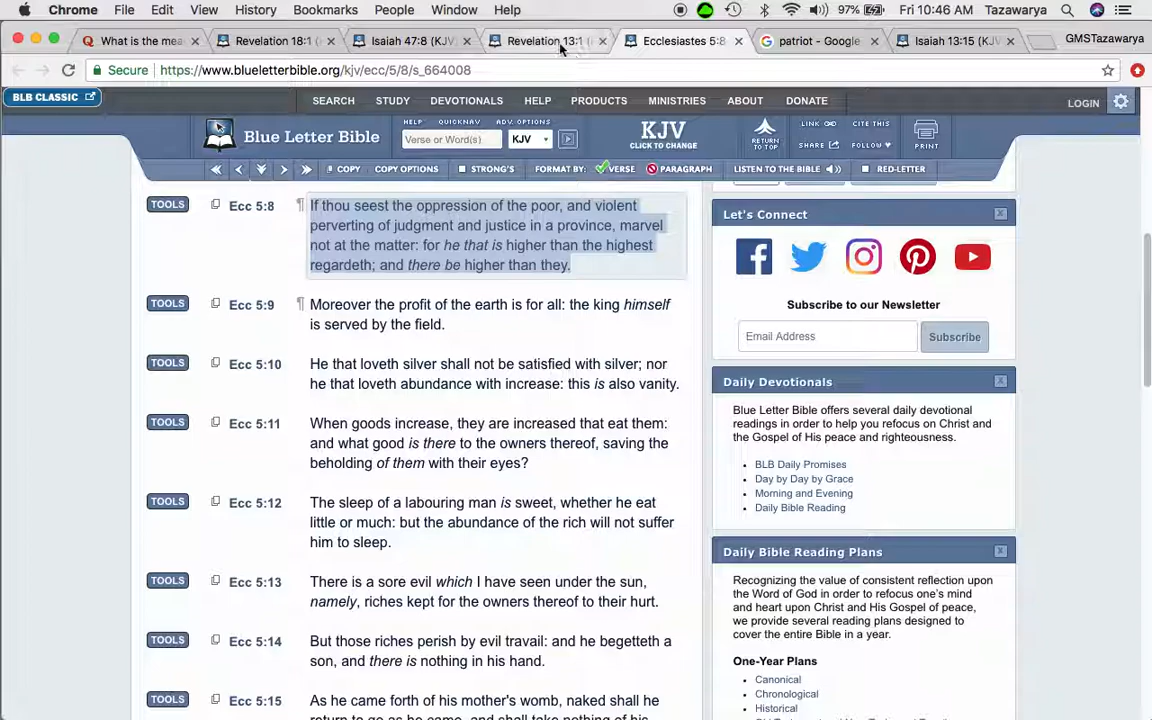 Chrome File Edit View History Bookmarks People Window Help 97% Fri 10:46 AM Tazawarya
What is the mea Revelation 18:1 ( Isaiah 47:8 (KJV) Revelation 13:1 ( Ecclesiastes 5:8 patriot - Google Isaiah 13:15 (KJV) GMSTazawarya
Secure https://www.blueletterbible.org/kjv/ecc/5/8/s_664008
BLB CLASSIC SEARCH STUDY DEVOTIONALS HELP PRODUCTS MINISTRIES ABOUT DONATE LOGIN
Blue Letter Bible
HELP QUICKNAV ADV. OPTIONS
Verse or Word(s) KJV
KJV
CLICK TO CHANGE
RETURN
TO TOP
LINK CITE THIS
SHARE FOLLOW
PRINT
COPY COPY OPTIONS STRONG'S FORMAT BY: VERSE PARAGRAPH LISTEN TO THE BIBLE RED-LETTER
TOOLS Ecc 5:8 ¶ If thou seest the oppression of the poor, and violent
perverting of judgment and justice in a province, marvel
not at the matter: for he that is higher than the highest
regardeth; and there be higher than they.
TOOLS Ecc 5:9 ¶ Moreover the profit of the earth is for all: the king himself
is served by the field.
TOOLS Ecc 5:10 He that loveth silver shall not be satisfied with silver; nor
he that loveth abundance with increase: this is also vanity.
TOOLS Ecc 5:11 When goods increase, they are increased that eat them:
and what good is there to the owners thereof, saving the
beholding of them with their eyes?
TOOLS Ecc 5:12 The sleep of a labouring man is sweet, whether he eat
little or much: but the abundance of the rich will not suffer
him to sleep.
TOOLS Ecc 5:13 There is a sore evil which I have seen under the sun,
namely, riches kept for the owners thereof to their hurt.
TOOLS Ecc 5:14 But those riches perish by evil travail: and he begetteth a
son, and there is nothing in his hand.
TOOLS Ecc 5:15 As he came forth of his mother's womb, naked shall he
return to go as he came, and shall take nothing of his
Let's Connect
Subscribe to our Newsletter
Email Address Subscribe
Daily Devotionals
Blue Letter Bible offers several daily devotional
readings in order to help you refocus on Christ and
the Gospel of His peace and righteousness.
BLB Daily Promises
Day by Day by Grace
Morning and Evening
Daily Bible Reading
Daily Bible Reading Plans
Recognizing the value of consistent reflection upon
the Word of God in order to refocus one's mind
and heart upon Christ and His Gospel of peace,
we provide several reading plans designed to
cover the entire Bible in a year.
One-Year Plans
Canonical
Chronological
Historical